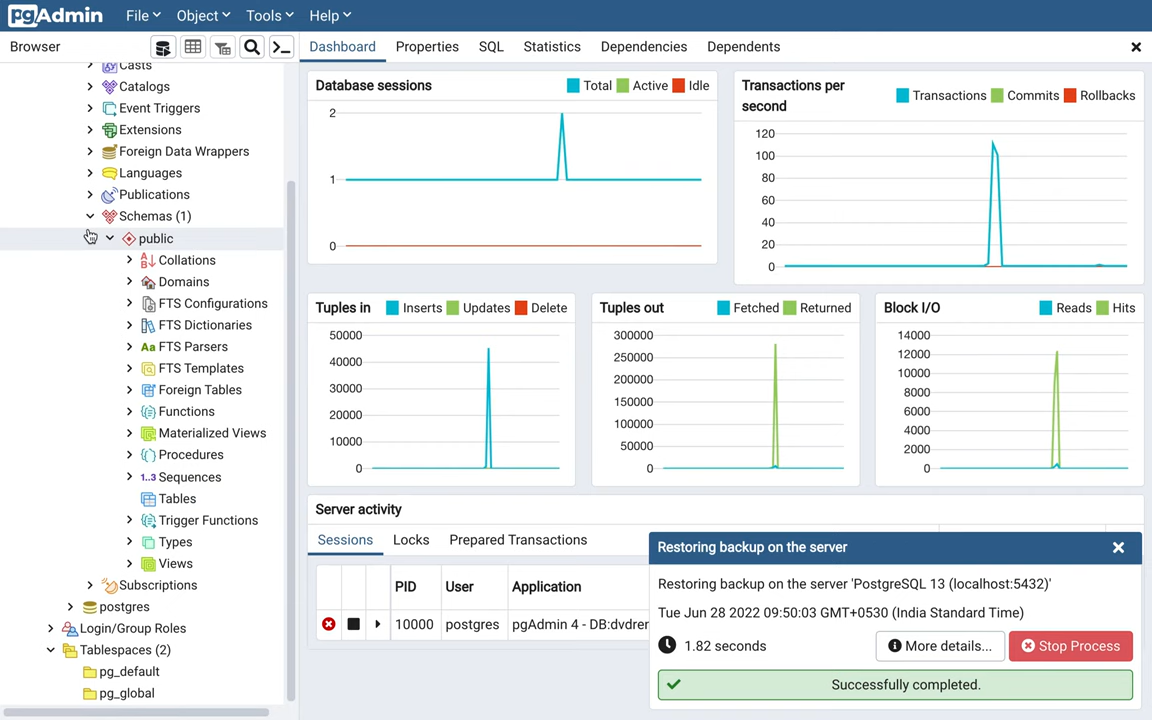 pgAdmin File Object Tools Help
Browser
Dashboard Properties SQL Statistics Dependencies Dependents
Casts
Catalogs
Event Triggers
Extensions
Foreign Data Wrappers
Languages
Publications
Schemas (1)
public
Collations
Domains
FTS Configurations
FTS Dictionaries
Aa FTS Parsers
FTS Templates
Foreign Tables
Functions
Materialized Views
Procedures
1..3 Sequences
Tables
Trigger Functions
Types
Views
Subscriptions
postgres
Login/Group Roles
Tablespaces (2)
pg_default
pg_global
Database sessions
Total Active Idle
2
1
0
Transactions per
second
Transactions Commits Rollbacks
120
100
80
60
40
20
0
Tuples in
Inserts Updates Delete
50000
40000
30000
20000
10000
0
Tuples out
Fetched Returned
300000
250000
200000
150000
100000
50000
0
Block I/O
Reads Hits
14000
12000
10000
8000
6000
4000
2000
0
Server activity
Sessions Locks Prepared Transactions
PID User Application
10000 postgres pgAdmin 4 - DB:dvdren
Restoring backup on the server
Restoring backup on the server 'PostgreSQL 13 (localhost:5432)'
Tue Jun 28 2022 09:50:03 GMT+0530 (India Standard Time)
1.82 seconds
More details...
Stop Process
Successfully completed.